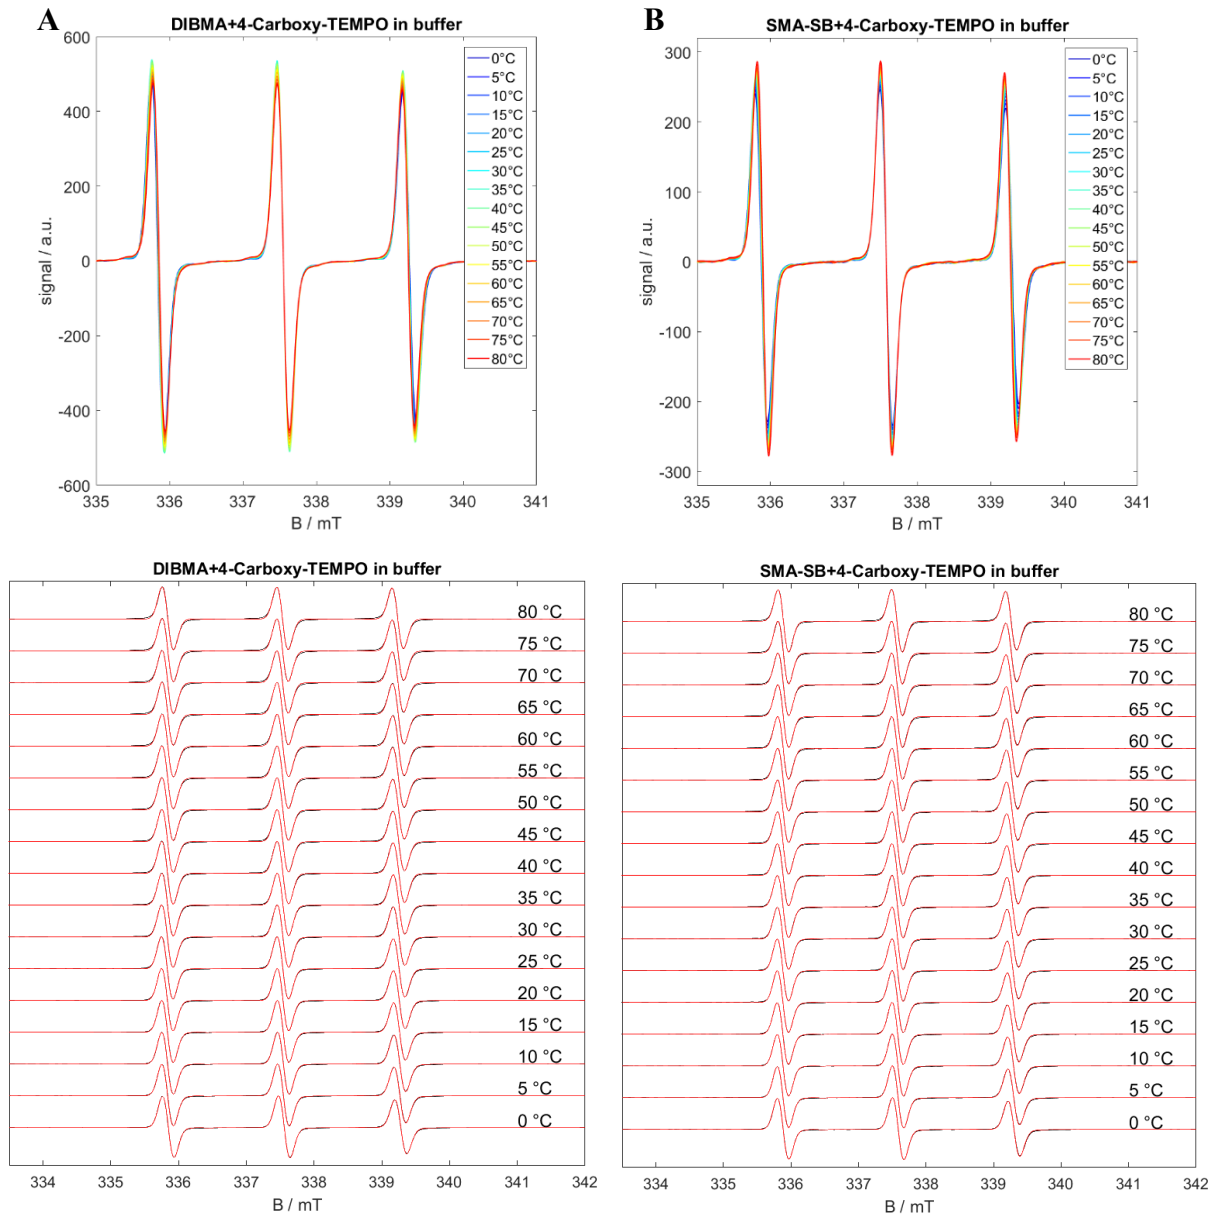 A
DIBMA+4-Carboxy-TEMPO in buffer
600
400
200
0
-200
-400
-600
signal / a.u.
335
336
337
338
339
340
341
B / mT
0°C
5°C
10°C
15°C
20°C
25°C
30°C
35°C
40°C
45°C
50°C
55°C
60°C
65°C
70°C
75°C
80°C
B
SMA-SB+4-Carboxy-TEMPO in buffer
300
200
100
0
-100
-200
-300
signal / a.u.
335
336
337
338
339
340
341
B / mT
0°C
5°C
10°C
15°C
20°C
25°C
30°C
35°C
40°C
45°C
50°C
55°C
60°C
65°C
70°C
75°C
80°C
DIBMA+4-Carboxy-TEMPO in buffer
80 °C
75 °C
70 °C
65 °C
60 °C
55 °C
50 °C
45 °C
40 °C
35 °C
30 °C
25 °C
20 °C
15 °C
10 °C
5 °C
0 °C
334
335
336
337
338
339
340
341
342
B / mT
SMA-SB+4-Carboxy-TEMPO in buffer
80 °C
75 °C
70 °C
65 °C
60 °C
55 °C
50 °C
45 °C
40 °C
35 °C
30 °C
25 °C
20 °C
15 °C
10 °C
5 °C
0 °C
334
335
336
337
338
339
340
341
342
B / mT